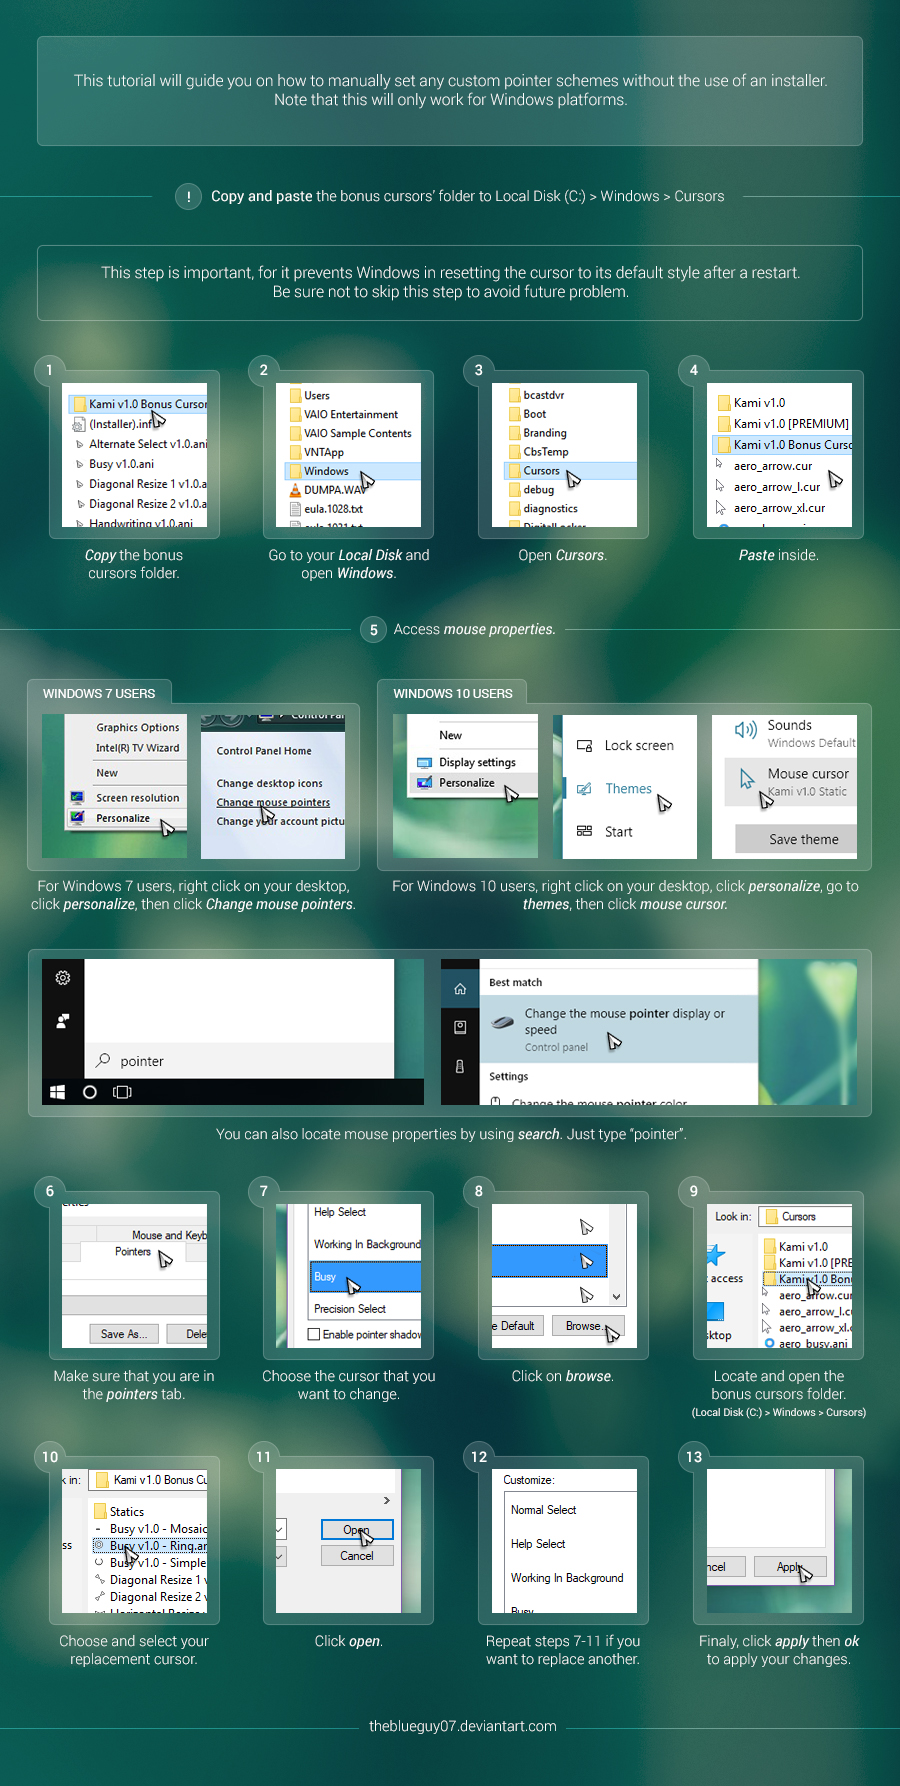 This tutorial will guide you on how to manually set any custom pointer schemes without the use of an installer.
Note that this will only work for Windows platforms.
! Copy and paste the bonus cursors' folder to Local Disk (C:) > Windows > Cursors
This step is important, for it prevents Windows in resetting the cursor to its default style after a restart.
Be sure not to skip this step to avoid future problem.
1
Kami v1.0 Bonus Cursor
(Installer).inf
Alternate Select v1.0.ani
Busy v1.0.ani
Diagonal Resize 1 v1.0.a
Diagonal Resize 2 v1.0.a
Handwriting v1.0.ani
Copy the bonus
cursors folder.
2
Users
VAIO Entertainment
VAIO Sample Contents
VNTApp
Windows
DUMPA.WAV
eula.1028.txt
eula.1031.txt
Go to your Local Disk and
open Windows.
3
bcastdvr
Boot
Branding
CbsTemp
Cursors
debug
diagnostics
DigitalLocker
Open Cursors.
4
Kami v1.0
Kami v1.0 [PREMIUM]
Kami v1.0 Bonus Curso
aero_arrow.cur
aero_arrow_l.cur
aero_arrow_xl.cur
Paste inside.
5 Access mouse properties.
WINDOWS 7 USERS
Graphics Options
Intel(R) TV Wizard
New
Screen resolution
Personalize
Control Pa
Control Panel Home
Change desktop icons
Change mouse pointers
Change your account pictu
For Windows 7 users, right click on your desktop,
click personalize, then click Change mouse pointers.
WINDOWS 10 USERS
New
Display settings
Personalize
Lock screen
Themes
Start
Sounds
Windows Default
Mouse cursor
Kami v1.0 Static
Save theme
For Windows 10 users, right click on your desktop, click personalize, go to
themes, then click mouse cursor.
pointer
Best match
Change the mouse pointer display or
speed
Control panel
Settings
Change the mouse pointer color
You can also locate mouse properties by using search. Just type "pointer".
6
Mouse and Keyb
Pointers
Save As...
Dele
Make sure that you are in
the pointers tab.
7
Help Select
Working In Background
Busy
Precision Select
Enable pointer shadow
Choose the cursor that you
want to change.
8
e Default
Browse...
Click on browse.
9
Look in: Cursors
Kami v1.0
Kami v1.0 [PRE
Kami v1.0 Bonu
aero_arrow.cur
aero_arrow_l.cu
aero_arrow_xl.c
aero_busy.ani
access
sktop
Locate and open the
bonus cursors folder.
(Local Disk (C:) > Windows > Cursors)
10
k in: Kami v1.0 Bonus Cu
Statics
Busy v1.0 - Mosaic
Busy v1.0 - Ring.an
Busy v1.0 - Simple
Diagonal Resize 1 v
Diagonal Resize 2 v
Horizontal Resize
ss
Choose and select your
replacement cursor.
11
Open
Cancel
Click open.
12
Customize:
Normal Select
Help Select
Working In Background
Busy
Repeat steps 7-11 if you
want to replace another.
13
ncel
Apply
Finaly, click apply then ok
to apply your changes.
theblueguy07.deviantart.com